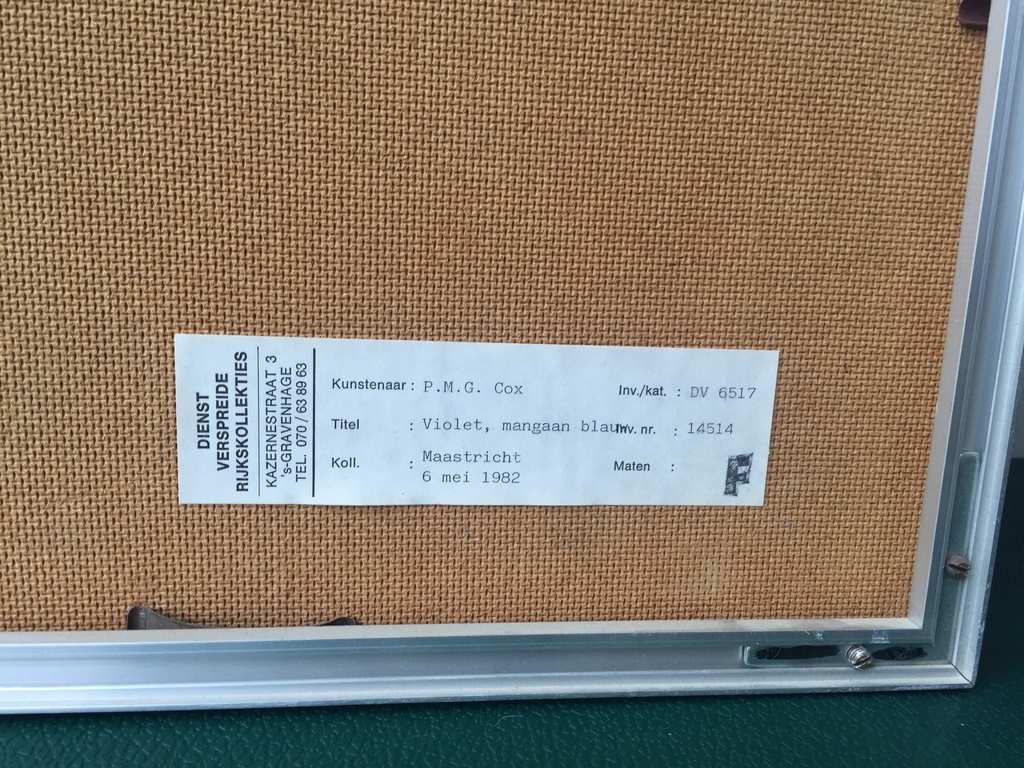 DIENST
VERSPREIDE
RIJKSKOLLEKTIES
KAZERNESTRAAT 3
's-GRAVENHAGE
TEL. 070 / 63 89 63
Kunstenaar : P.M.G. Cox Inv./kat. : DV 6517
Titel : Violet, mangaan blauw Inv. nr. : 14514
Koll. : Maastricht Maten :
6 mei 1982